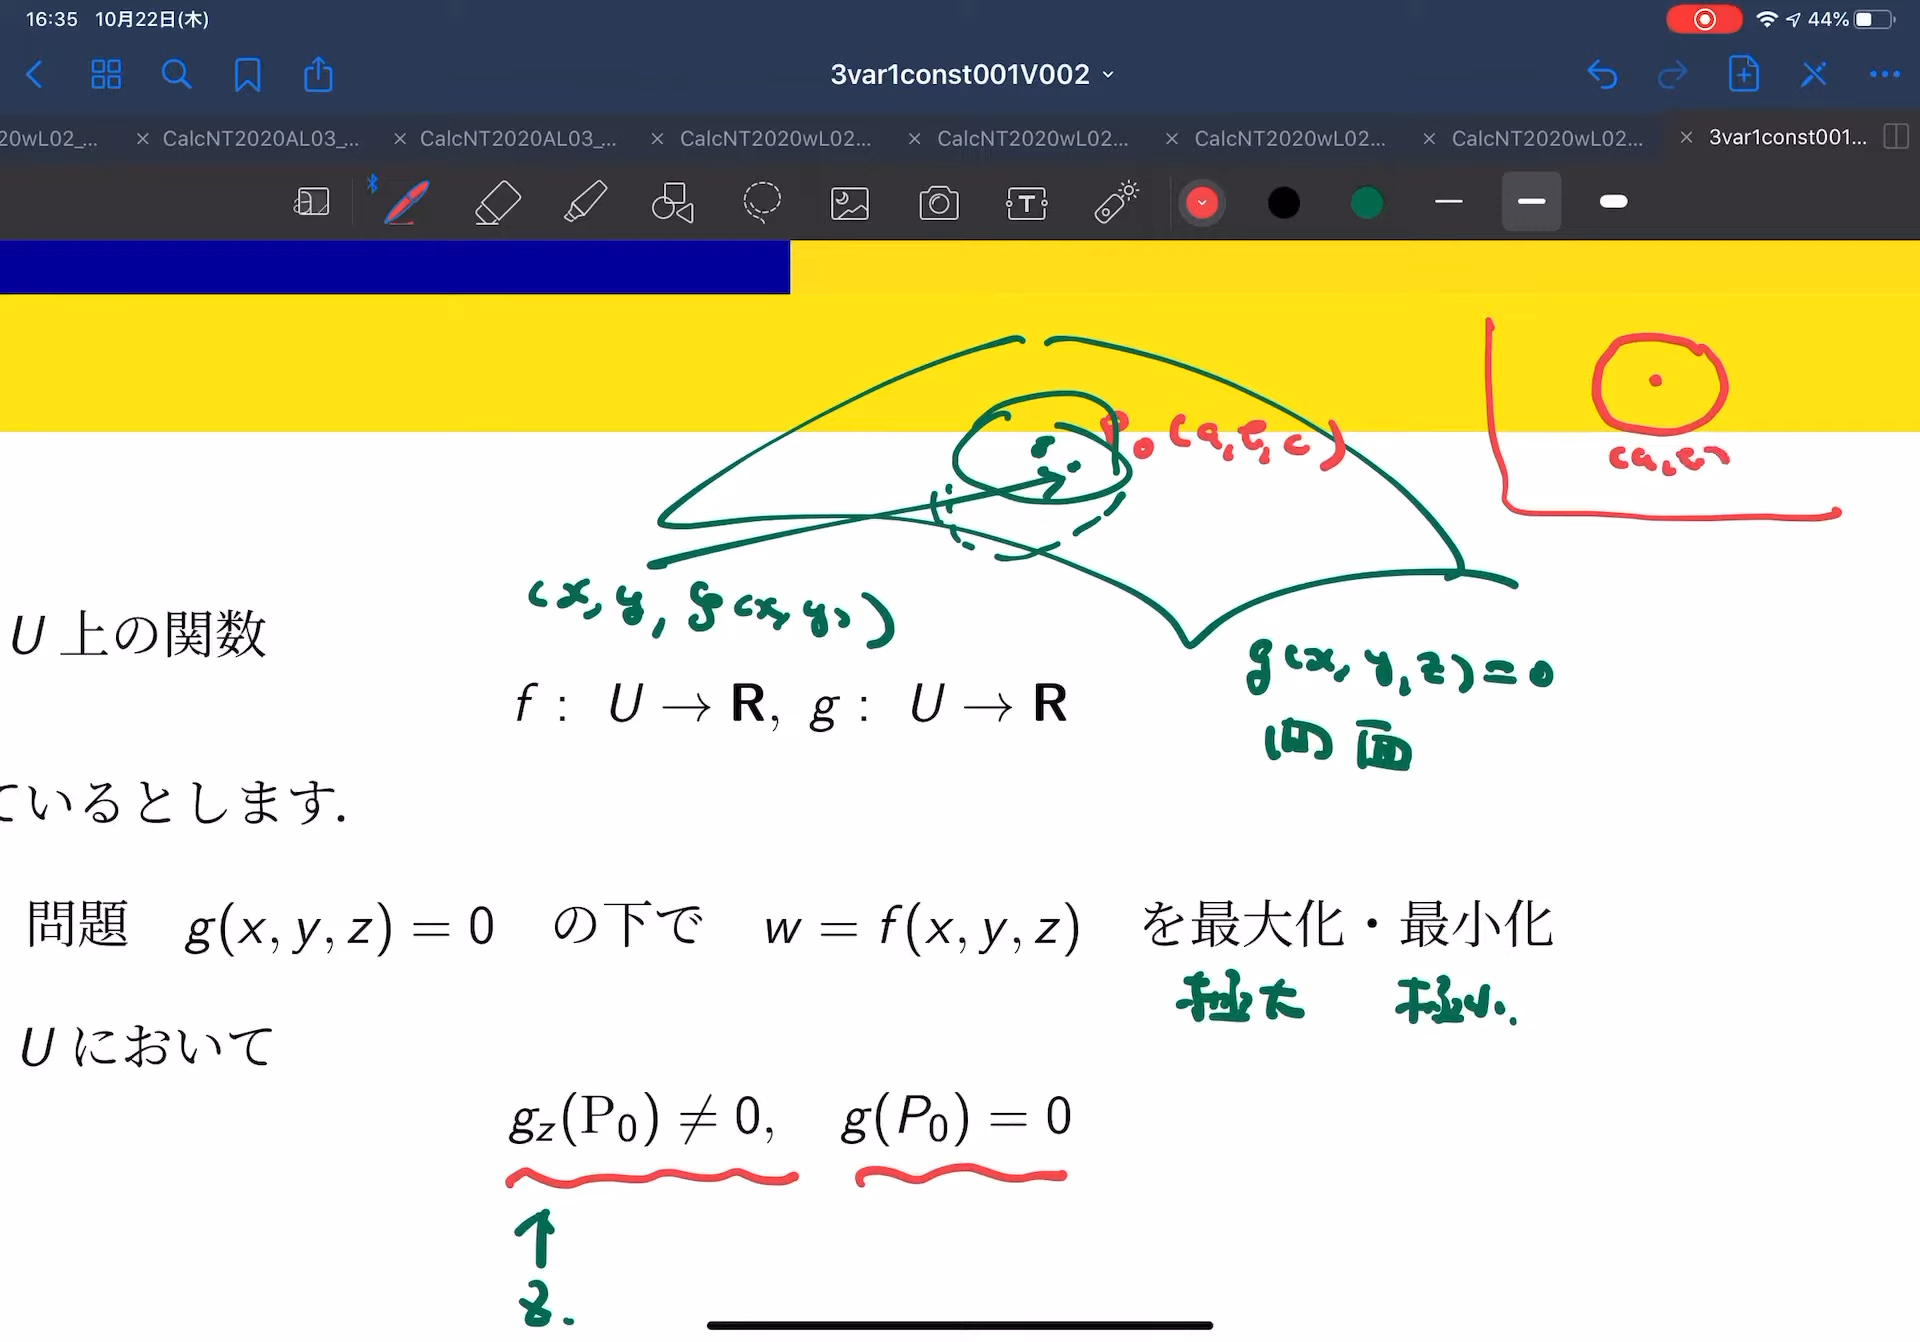 16:35 10月22日(木) 44%
3var1const001V002
20wL02_... CalcNT2020AL03_... CalcNT2020AL03_... CalcNT2020wL02... CalcNT2020wL02... CalcNT2020wL02... CalcNT2020wL02... 3var1const001...
P₀(a, b, c)
(a, b)
(x, y, φ(x, y))
U 上の関数
g(x, y, z) = 0
f : U → R, g : U → R
曲面
ているとします.
問題 g(x, y, z) = 0 の下で w = f(x, y, z) を最大化・最小化
極大 極小.
U において
g_z(P₀) ≠ 0, g(P₀) = 0
↑
z.